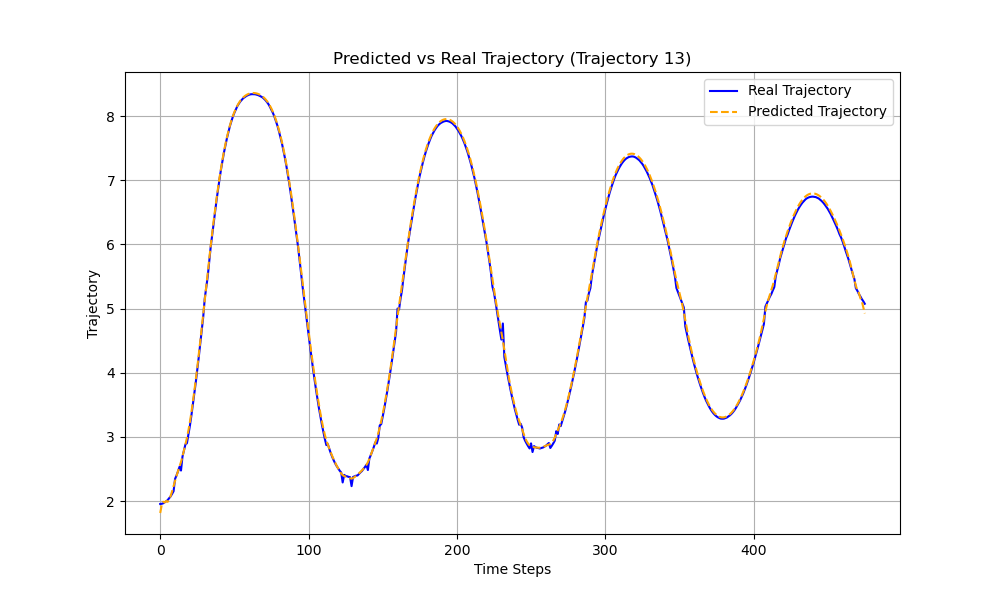 Predicted vs Real Trajectory (Trajectory 13)
Real Trajectory
Predicted Trajectory
Trajectory
8
7
6
5
4
3
2
0 100 200 300 400
Time Steps